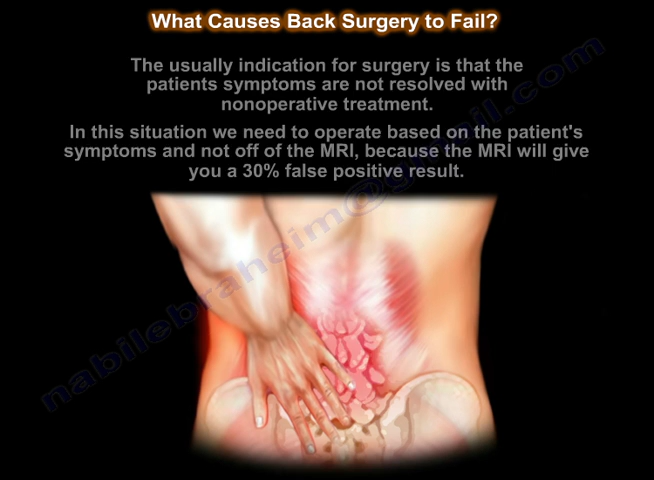 What Causes Back Surgery to Fail?
The usually indication for surgery is that the
patients symptoms are not resolved with
nonoperative treatment.
In this situation we need to operate based on the patient's
symptoms and not off of the MRI, because the MRI will give
you a 30% false positive result.
nabilebraheim@gmail.com